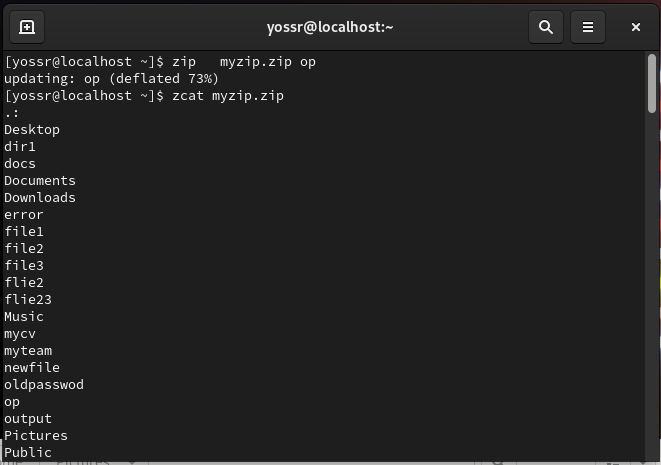 yossr@localhost:~
[yossr@localhost ~]$ zip   myzip.zip op
updating: op (deflated 73%)
[yossr@localhost ~]$ zcat myzip.zip
.:
Desktop
dir1
docs
Documents
Downloads
error
file1
file2
file3
flie2
flie23
Music
mycv
myteam
newfile
oldpasswod
op
output
Pictures
Public